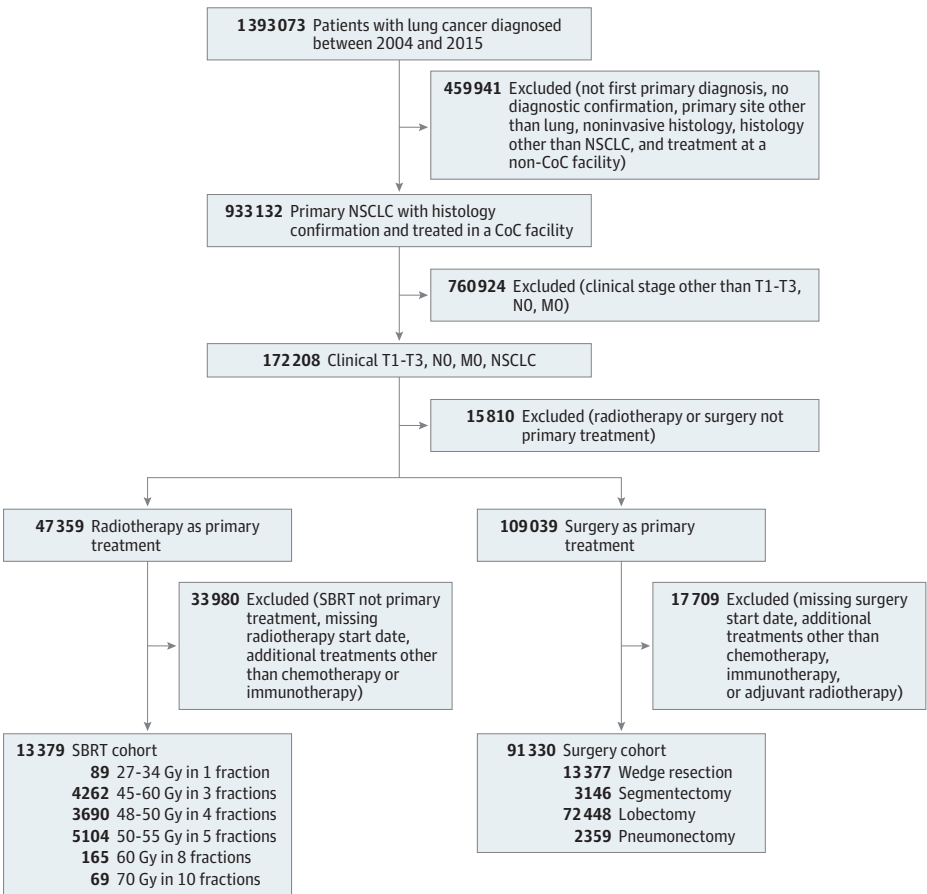 1393073 Patients with lung cancer diagnosed
between 2004 and 2015
459941 Excluded (not first primary diagnosis, no
diagnostic confirmation, primary site other
than lung, noninvasive histology, histology
other than NSCLC, and treatment at a
non-CoC facility)
933132 Primary NSCLC with histology
confirmation and treated in a CoC facility
760924 Excluded (clinical stage other than T1-T3,
N0, M0)
172208 Clinical T1-T3, N0, M0, NSCLC
15810 Excluded (radiotherapy or surgery not
primary treatment)
47359 Radiotherapy as primary
treatment
109039 Surgery as primary
treatment
33980 Excluded (SBRT not primary
treatment, missing
radiotherapy start date,
additional treatments other
than chemotherapy or
immunotherapy)
17709 Excluded (missing surgery
start date, additional
treatments other than
chemotherapy,
immunotherapy,
or adjuvant radiotherapy)
13379 SBRT cohort
89 27-34 Gy in 1 fraction
4262 45-60 Gy in 3 fractions
3690 48-50 Gy in 4 fractions
5104 50-55 Gy in 5 fractions
165 60 Gy in 8 fractions
69 70 Gy in 10 fractions
91330 Surgery cohort
13377 Wedge resection
3146 Segmentectomy
72448 Lobectomy
2359 Pneumonectomy